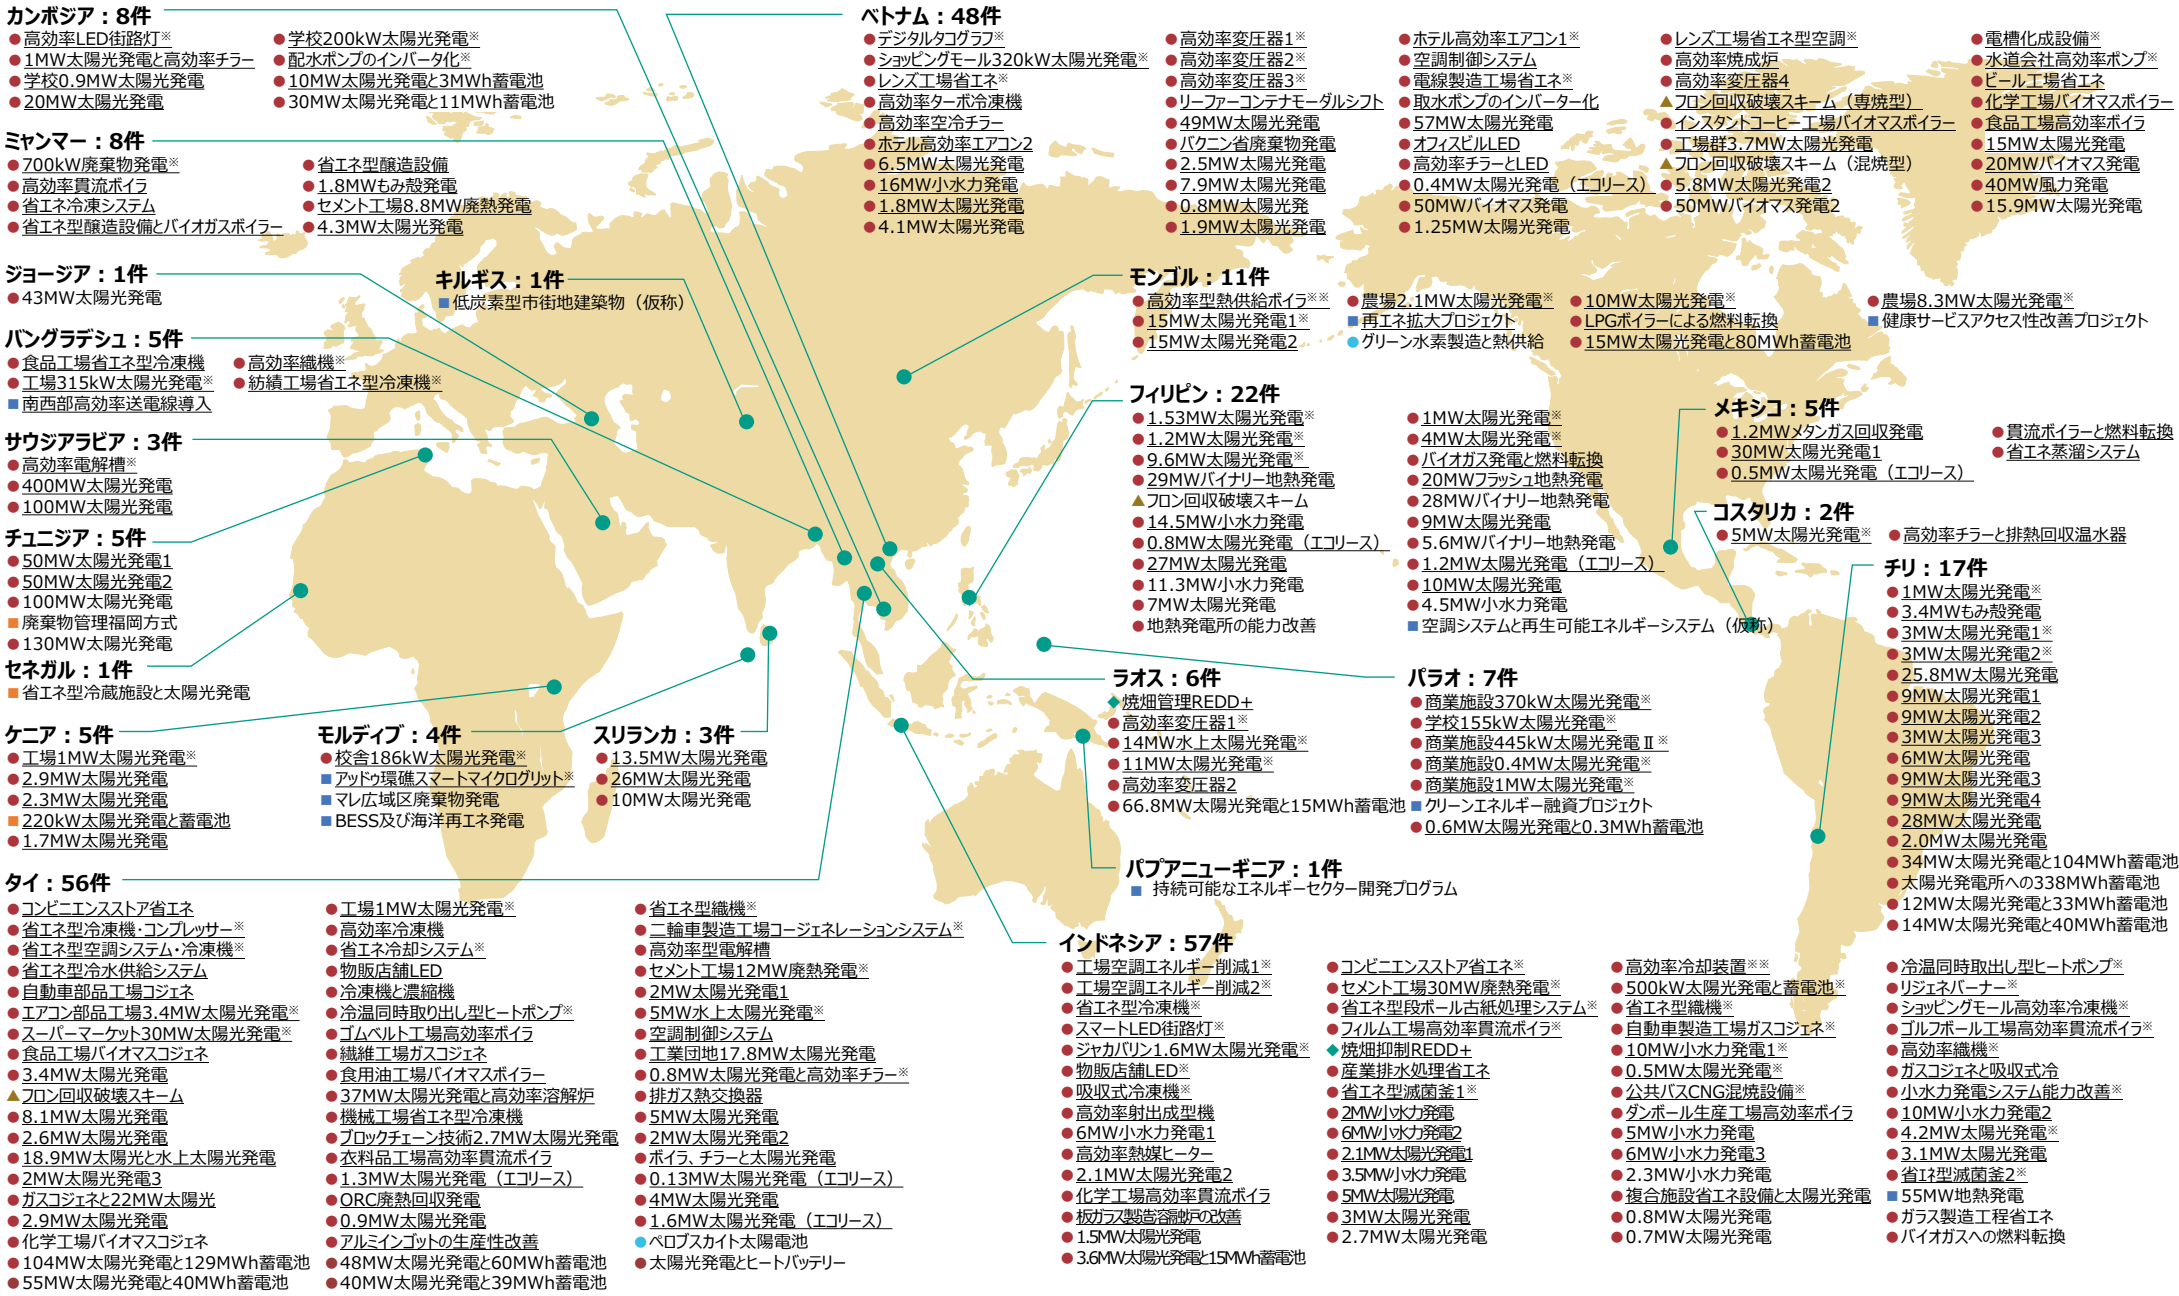 カンボジア：8件
●高効率LED街路灯※
●1MW太陽光発電と高効率チラー
●学校0.9MW太陽光発電
●20MW太陽光発電
●学校200kW太陽光発電※
●配水ポンプのインバータ化※
●10MW太陽光発電と3MWh蓄電池
●30MW太陽光発電と11MWh蓄電池
ミャンマー：8件
●700kW廃棄物発電※
●高効率貫流ボイラ
●省エネ冷凍システム
●省エネ型醸造設備とバイオガスボイラー
●省エネ型醸造設備
●1.8MWもみ殻発電
●セメント工場8.8MW廃熱発電
●4.3MW太陽光発電
ジョージア：1件
●43MW太陽光発電
キルギス：1件
■低炭素型市街地建築物（仮称）
バングラデシュ：5件
●食品工場省エネ型冷凍機
●工場315kW太陽光発電※
■南西部高効率送電線導入
●高効率織機※
●紡績工場省エネ型冷凍機※
サウジアラビア：3件
●高効率電解槽※
●400MW太陽光発電
●100MW太陽光発電
チュニジア：5件
●50MW太陽光発電1
●50MW太陽光発電2
●100MW太陽光発電
■廃棄物管理福岡方式
●130MW太陽光発電
セネガル：1件
■省エネ型冷蔵施設と太陽光発電
ケニア：5件
●工場1MW太陽光発電※
●2.9MW太陽光発電
●2.3MW太陽光発電
■220kW太陽光発電と蓄電池
●1.7MW太陽光発電
モルディブ：4件
●校舎186kW太陽光発電※
■アッドゥ環礁スマートマイクログリット※
■マレ広域区廃棄物発電
■BESS及び海洋再エネ発電
スリランカ：3件
●13.5MW太陽光発電
●26MW太陽光発電
●10MW太陽光発電
タイ：56件
●コンビニエンスストア省エネ
●省エネ型冷凍機・コンプレッサー※
●省エネ型空調システム・冷凍機※
●省エネ型冷水供給システム
●自動車部品工場コジェネ
●エアコン部品工場3.4MW太陽光発電※
●スーパーマーケット30MW太陽光発電※
●食品工場バイオマスコジェネ
●3.4MW太陽光発電
▲フロン回収破壊スキーム
●8.1MW太陽光発電
●2.6MW太陽光発電
●18.9MW太陽光と水上太陽光発電
●2MW太陽光発電3
●ガスコジェネと22MW太陽光
●2.9MW太陽光発電
●化学工場バイオマスコジェネ
●104MW太陽光発電と129MWh蓄電池
●55MW太陽光発電と40MWh蓄電池
●工場1MW太陽光発電※
●高効率冷凍機
●省エネ冷却システム※
●物販店舗LED
●冷凍機と濃縮機
●冷温同時取り出し型ヒートポンプ※
●ゴムベルト工場高効率ボイラ
●繊維工場ガスコジェネ
●食用油工場バイオマスボイラー
●37MW太陽光発電と高効率溶解炉
●機械工場省エネ型冷凍機
●ブロックチェーン技術2.7MW太陽光発電
●衣料品工場高効率貫流ボイラ
●1.3MW太陽光発電（エコリース）
●ORC廃熱回収発電
●0.9MW太陽光発電
●アルミインゴットの生産性改善
●48MW太陽光発電と60MWh蓄電池
●40MW太陽光発電と39MWh蓄電池
●省エネ型織機※
●二輪車製造工場コージェネレーションシステム※
●高効率型電解槽
●セメント工場12MW廃熱発電※
●2MW太陽光発電1
●5MW水上太陽光発電※
●空調制御システム
●工業団地17.8MW太陽光発電
●0.8MW太陽光発電と高効率チラー※
●排ガス熱交換器
●5MW太陽光発電
●2MW太陽光発電2
●ボイラ、チラーと太陽光発電
●0.13MW太陽光発電（エコリース）
●4MW太陽光発電
●1.6MW太陽光発電（エコリース）
●ペロブスカイト太陽電池
●太陽光発電とヒートバッテリー
ベトナム：48件
●デジタルタコグラフ※
●ショッピングモール320kW太陽光発電※
●レンズ工場省エネ※
●高効率ターボ冷凍機
●高効率空冷チラー
●ホテル高効率エアコン2
●6.5MW太陽光発電
●16MW小水力発電
●1.8MW太陽光発電
●4.1MW太陽光発電
●高効率変圧器1※
●高効率変圧器2※
●高効率変圧器3※
●リーファーコンテナモーダルシフト
●49MW太陽光発電
●バクニン省廃棄物発電
●2.5MW太陽光発電
●7.9MW太陽光発電
●0.8MW太陽光発
●1.9MW太陽光発電
●ホテル高効率エアコン1※
●空調制御システム
●電線製造工場省エネ※
●取水ポンプのインバーター化
●57MW太陽光発電
●オフィスビルLED
●高効率チラーとLED
●0.4MW太陽光発電（エコリース）
●50MWバイオマス発電
●1.25MW太陽光発電
●レンズ工場省エネ型空調※
●高効率焼成炉
●高効率変圧器4
▲フロン回収破壊スキーム（専焼型）
●インスタントコーヒー工場バイオマスボイラー
●工場群3.7MW太陽光発電
▲フロン回収破壊スキーム（混焼型）
●5.8MW太陽光発電2
●50MWバイオマス発電2
●電槽化成設備※
●水道会社高効率ポンプ※
●ビール工場省エネ
●化学工場バイオマスボイラー
●食品工場高効率ボイラ
●15MW太陽光発電
●20MWバイオマス発電
●40MW風力発電
●15.9MW太陽光発電
モンゴル：11件
●高効率型熱供給ボイラ※※
●15MW太陽光発電1※
●15MW太陽光発電2
●農場2.1MW太陽光発電※
■再エネ拡大プロジェクト
●グリーン水素製造と熱供給
●10MW太陽光発電※
●LPGボイラーによる燃料転換
●15MW太陽光発電と80MWh蓄電池
●農場8.3MW太陽光発電※
■健康サービスアクセス性改善プロジェクト
フィリピン：22件
●1.53MW太陽光発電※
●1.2MW太陽光発電※
●9.6MW太陽光発電※
●29MWバイナリー地熱発電
▲フロン回収破壊スキーム
●14.5MW小水力発電
●0.8MW太陽光発電（エコリース）
●27MW太陽光発電
●11.3MW小水力発電
●7MW太陽光発電
●地熱発電所の能力改善
●1MW太陽光発電※
●4MW太陽光発電※
●バイオガス発電と燃料転換
●20MWフラッシュ地熱発電
●28MWバイナリー地熱発電
●9MW太陽光発電
●5.6MWバイナリー地熱発電
●1.2MW太陽光発電（エコリース）
●10MW太陽光発電
●4.5MW小水力発電
■空調システムと再生可能エネルギーシステム（仮称）
メキシコ：5件
●1.2MWメタンガス回収発電
●30MW太陽光発電1
●0.5MW太陽光発電（エコリース）
●貫流ボイラーと燃料転換
●省エネ蒸溜システム
コスタリカ：2件
●5MW太陽光発電※
●高効率チラーと排熱回収温水器
チリ：17件
●1MW太陽光発電※
●3.4MWもみ殻発電
●3MW太陽光発電1※
●3MW太陽光発電2※
●25.8MW太陽光発電
●9MW太陽光発電1
●9MW太陽光発電2
●3MW太陽光発電3
●6MW太陽光発電
●9MW太陽光発電3
●9MW太陽光発電4
●28MW太陽光発電
●2.0MW太陽光発電
●34MW太陽光発電と104MWh蓄電池
●太陽光発電所への338MWh蓄電池
●12MW太陽光発電と33MWh蓄電池
●14MW太陽光発電と40MWh蓄電池
ラオス：6件
◆焼畑管理REDD+
●高効率変圧器1※
●14MW水上太陽光発電※
●11MW太陽光発電※
●高効率変圧器2
●66.8MW太陽光発電と15MWh蓄電池
パラオ：7件
●商業施設370kW太陽光発電※
●学校155kW太陽光発電※
●商業施設445kW太陽光発電Ⅱ※
●商業施設0.4MW太陽光発電※
●商業施設1MW太陽光発電※
■クリーンエネルギー融資プロジェクト
●0.6MW太陽光発電と0.3MWh蓄電池
パプアニューギニア：1件
■ 持続可能なエネルギーセクター開発プログラム
インドネシア：57件
●工場空調エネルギー削減1※
●工場空調エネルギー削減2※
●省エネ型冷凍機※
●スマートLED街路灯※
●ジャカバリン1.6MW太陽光発電※
●物販店舗LED※
●吸収式冷凍機※
●高効率射出成型機
●6MW小水力発電1
●高効率熱媒ヒーター
●2.1MW太陽光発電2
●化学工場高効率貫流ボイラ
●板ガラス製造溶融炉の改善
●1.5MW太陽光発電
●3.6MW太陽光発電と15MWh蓄電池
●コンビニエンスストア省エネ※
●セメント工場30MW廃熱発電※
●省エネ型段ボール古紙処理システム※
●フィルム工場高効率貫流ボイラ※
◆焼畑抑制REDD+
●産業排水処理省エネ
●省エネ型滅菌釜1※
●2MW小水力発電
●6MW小水力発電2
●2.1MW太陽光発電1
●3.5MW小水力発電
●5MW太陽光発電
●3MW太陽光発電
●2.7MW太陽光発電
●高効率冷却装置※※
●500kW太陽光発電と蓄電池※
●省エネ型織機※
●自動車製造工場ガスコジェネ※
●10MW小水力発電1※
●0.5MW太陽光発電※
●公共バスCNG混焼設備※
●ダンボール生産工場高効率ボイラ
●5MW小水力発電
●6MW小水力発電3
●2.3MW小水力発電
●複合施設省エネ設備と太陽光発電
●0.8MW太陽光発電
●0.7MW太陽光発電
●冷温同時取出し型ヒートポンプ※
●リジェネバーナー※
●ショッピングモール高効率冷凍機※
●ゴルフボール工場高効率貫流ボイラ※
●高効率織機※
●ガスコジェネと吸収式冷
●小水力発電システム能力改善※
●10MW小水力発電2
●4.2MW太陽光発電※
●3.1MW太陽光発電
●省エネ型滅菌釜2※
■55MW地熱発電
●ガラス製造工程省エネ
●バイオガスへの燃料転換